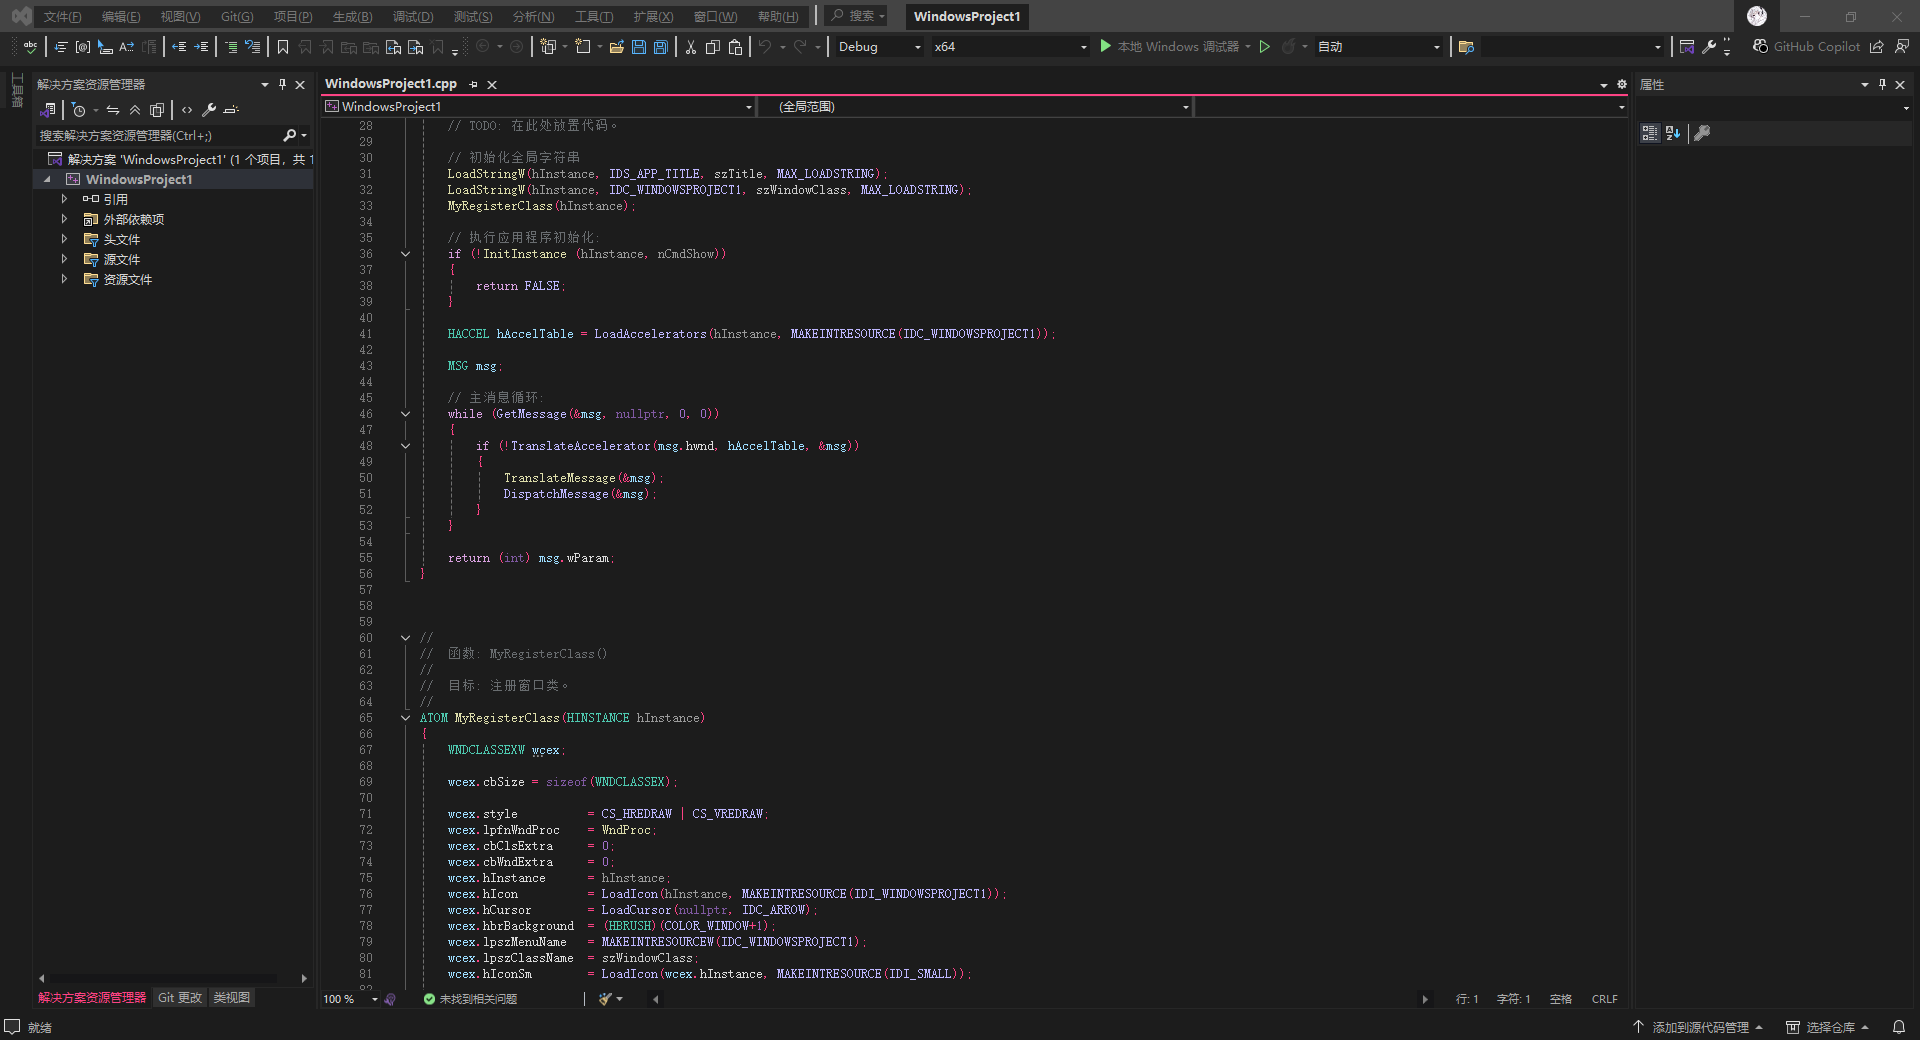 文件(F) 编辑(E) 视图(V) Git(G) 项目(P) 生成(B) 调试(D) 测试(S) 分析(N) 工具(T) 扩展(X) 窗口(W) 帮助(H) 搜索 WindowsProject1
Debug x64 本地 Windows 调试器 自动 GitHub Copilot
工具箱
解决方案资源管理器
搜索解决方案资源管理器(Ctrl+;)
解决方案 'WindowsProject1' (1 个项目, 共 1
WindowsProject1
引用
外部依赖项
头文件
源文件
资源文件
解决方案资源管理器 Git 更改 类视图
WindowsProject1.cpp
WindowsProject1 (全局范围)
28 // TODO: 在此处放置代码。
29
30 // 初始化全局字符串
31 LoadStringW(hInstance, IDS_APP_TITLE, szTitle, MAX_LOADSTRING);
32 LoadStringW(hInstance, IDC_WINDOWSPROJECT1, szWindowClass, MAX_LOADSTRING);
33 MyRegisterClass(hInstance);
34
35 // 执行应用程序初始化:
36 if (!InitInstance (hInstance, nCmdShow))
37 {
38 return FALSE;
39 }
40
41 HACCEL hAccelTable = LoadAccelerators(hInstance, MAKEINTRESOURCE(IDC_WINDOWSPROJECT1));
42
43 MSG msg;
44
45 // 主消息循环:
46 while (GetMessage(&msg, nullptr, 0, 0))
47 {
48 if (!TranslateAccelerator(msg.hwnd, hAccelTable, &msg))
49 {
50 TranslateMessage(&msg);
51 DispatchMessage(&msg);
52 }
53 }
54
55 return (int) msg.wParam;
56 }
57
58
59
60 //
61 // 函数: MyRegisterClass()
62 //
63 // 目标: 注册窗口类。
64 //
65 ATOM MyRegisterClass(HINSTANCE hInstance)
66 {
67 WNDCLASSEXW wcex;
68
69 wcex.cbSize = sizeof(WNDCLASSEX);
70
71 wcex.style = CS_HREDRAW | CS_VREDRAW;
72 wcex.lpfnWndProc = WndProc;
73 wcex.cbClsExtra = 0;
74 wcex.cbWndExtra = 0;
75 wcex.hInstance = hInstance;
76 wcex.hIcon = LoadIcon(hInstance, MAKEINTRESOURCE(IDI_WINDOWSPROJECT1));
77 wcex.hCursor = LoadCursor(nullptr, IDC_ARROW);
78 wcex.hbrBackground = (HBRUSH)(COLOR_WINDOW+1);
79 wcex.lpszMenuName = MAKEINTRESOURCEW(IDC_WINDOWSPROJECT1);
80 wcex.lpszClassName = szWindowClass;
81 wcex.hIconSm = LoadIcon(wcex.hInstance, MAKEINTRESOURCE(IDI_SMALL));
82
100 % 未找到相关问题 行: 1 字符: 1 空格 CRLF
属性
就绪 添加到源代码管理 选择仓库